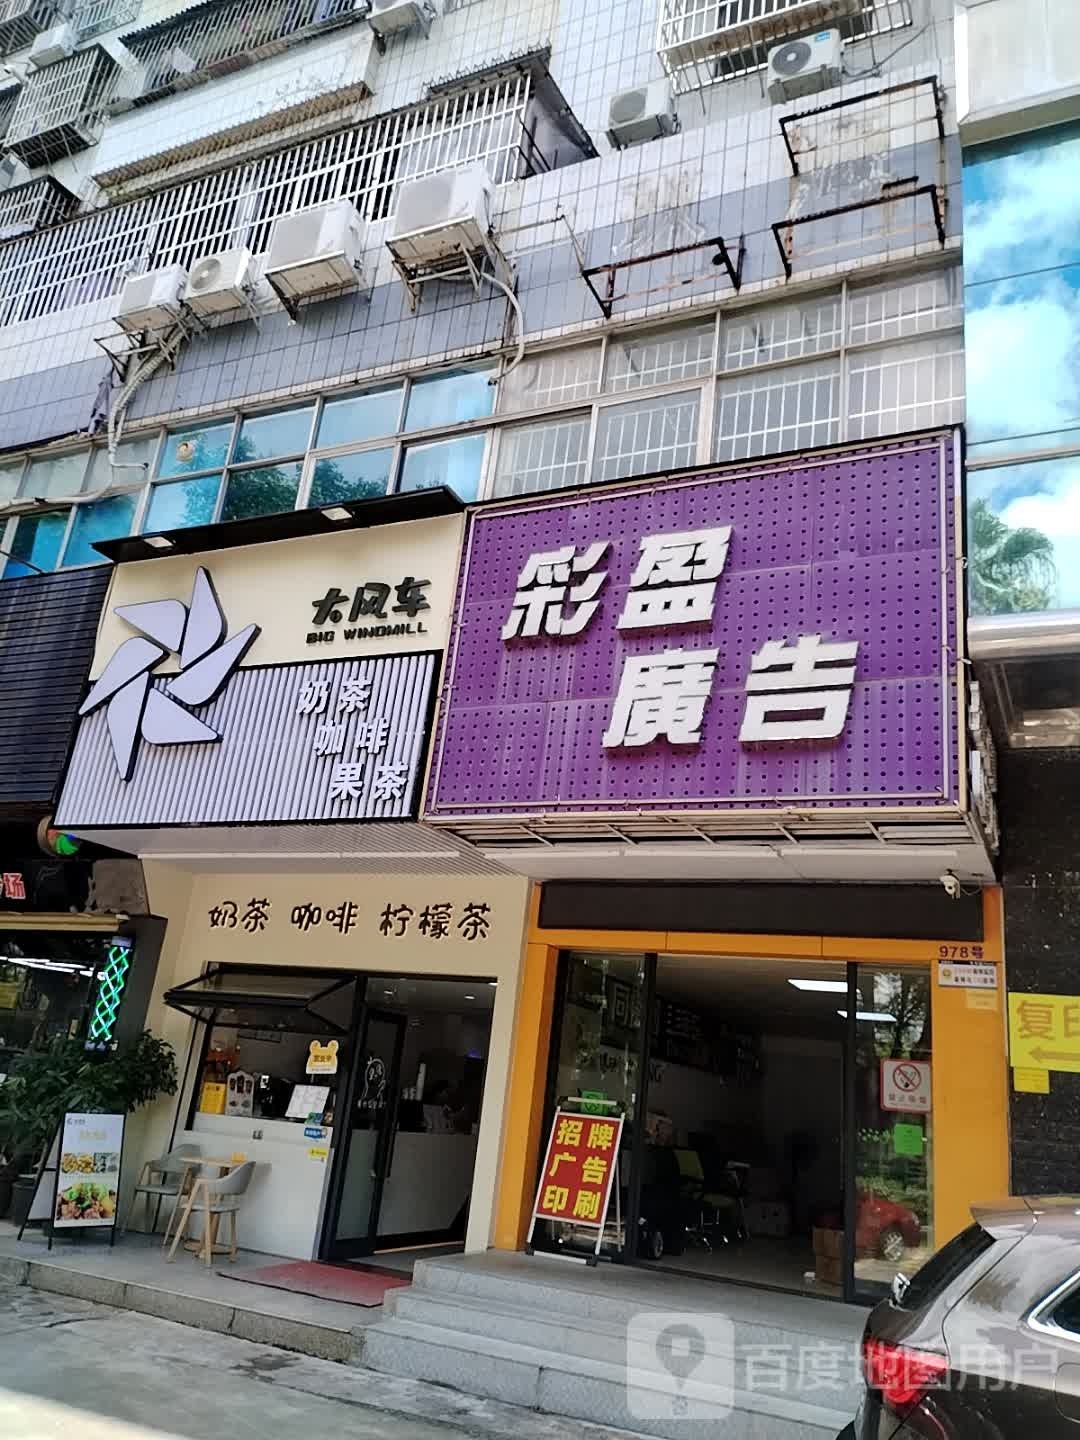 大风车
BIG WINDMILL
奶茶
咖啡
果茶
彩盈
廣告
奶茶 咖啡 柠檬茶
978号
复印
招牌
广告
印刷
场
百度地图用户